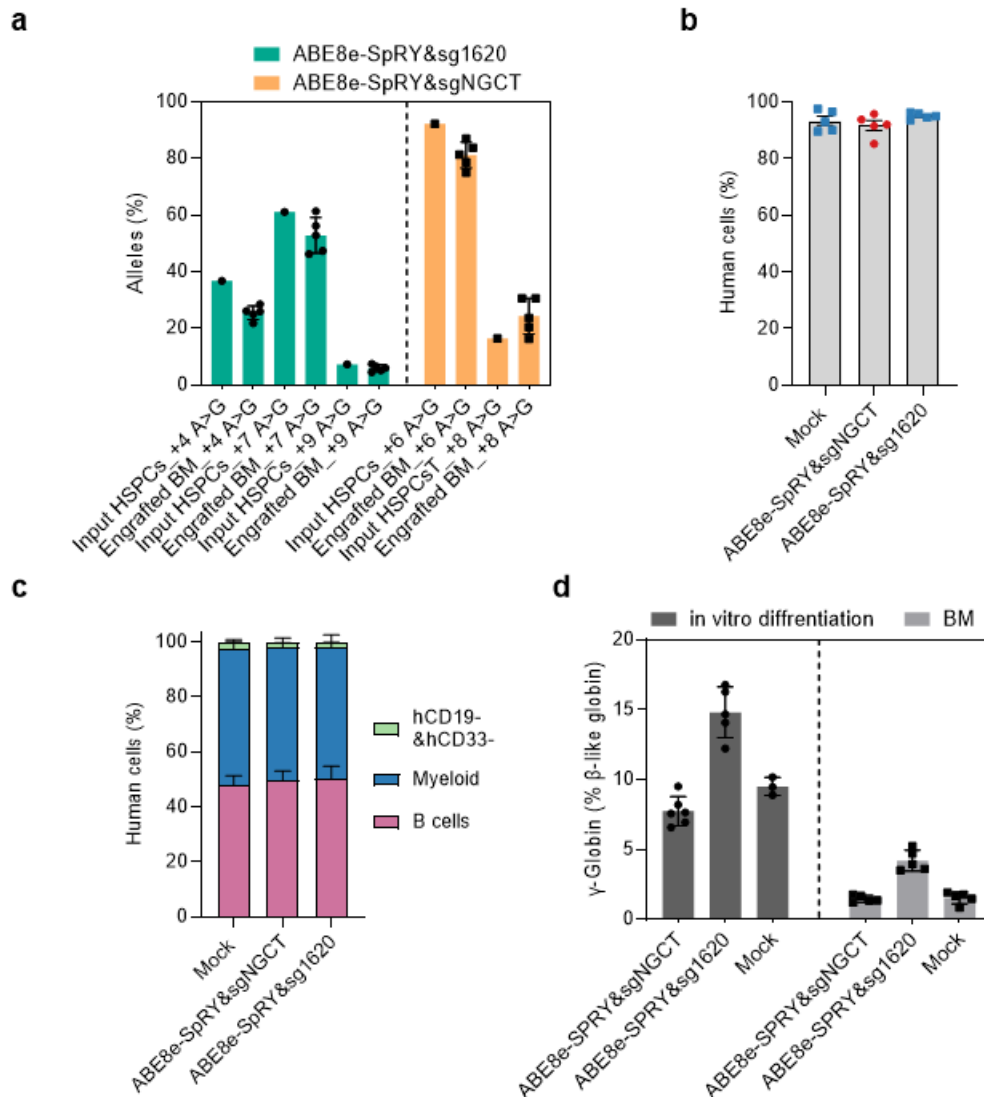 a
ABE8e-SpRY&sg1620
ABE8e-SpRY&sgNGCT
Alleles (%)
100
80
60
40
20
0
Input HSPCs_+4 A>G
Engrafted BM_+4 A>G
Input HSPCs_+7 A>G
Engrafted BM_+7 A>G
Input HSPCs_+9 A>G
Engrafted BM_+9 A>G
Input HSPCs_+6 A>G
Engrafted BM_+6 A>G
Input HSPCsT_+8 A>G
Engrafted BM_+8 A>G
b
Human cells (%)
100
80
60
40
20
0
Mock
ABE8e-SpRY&sgNGCT
ABE8e-SpRY&sg1620
c
Human cells (%)
100
80
60
40
20
0
Mock
ABE8e-SpRY&sgNGCT
ABE8e-SpRY&sg1620
hCD19-
&hCD33-
Myeloid
B cells
d
in vitro diffrentiation
BM
γ-Globin (% β-like globin)
20
15
10
5
0
ABE8e-SPRY&sgNGCT
ABE8e-SPRY&sg1620
Mock
ABE8e-SPRY&sgNGCT
ABE8e-SPRY&sg1620
Mock